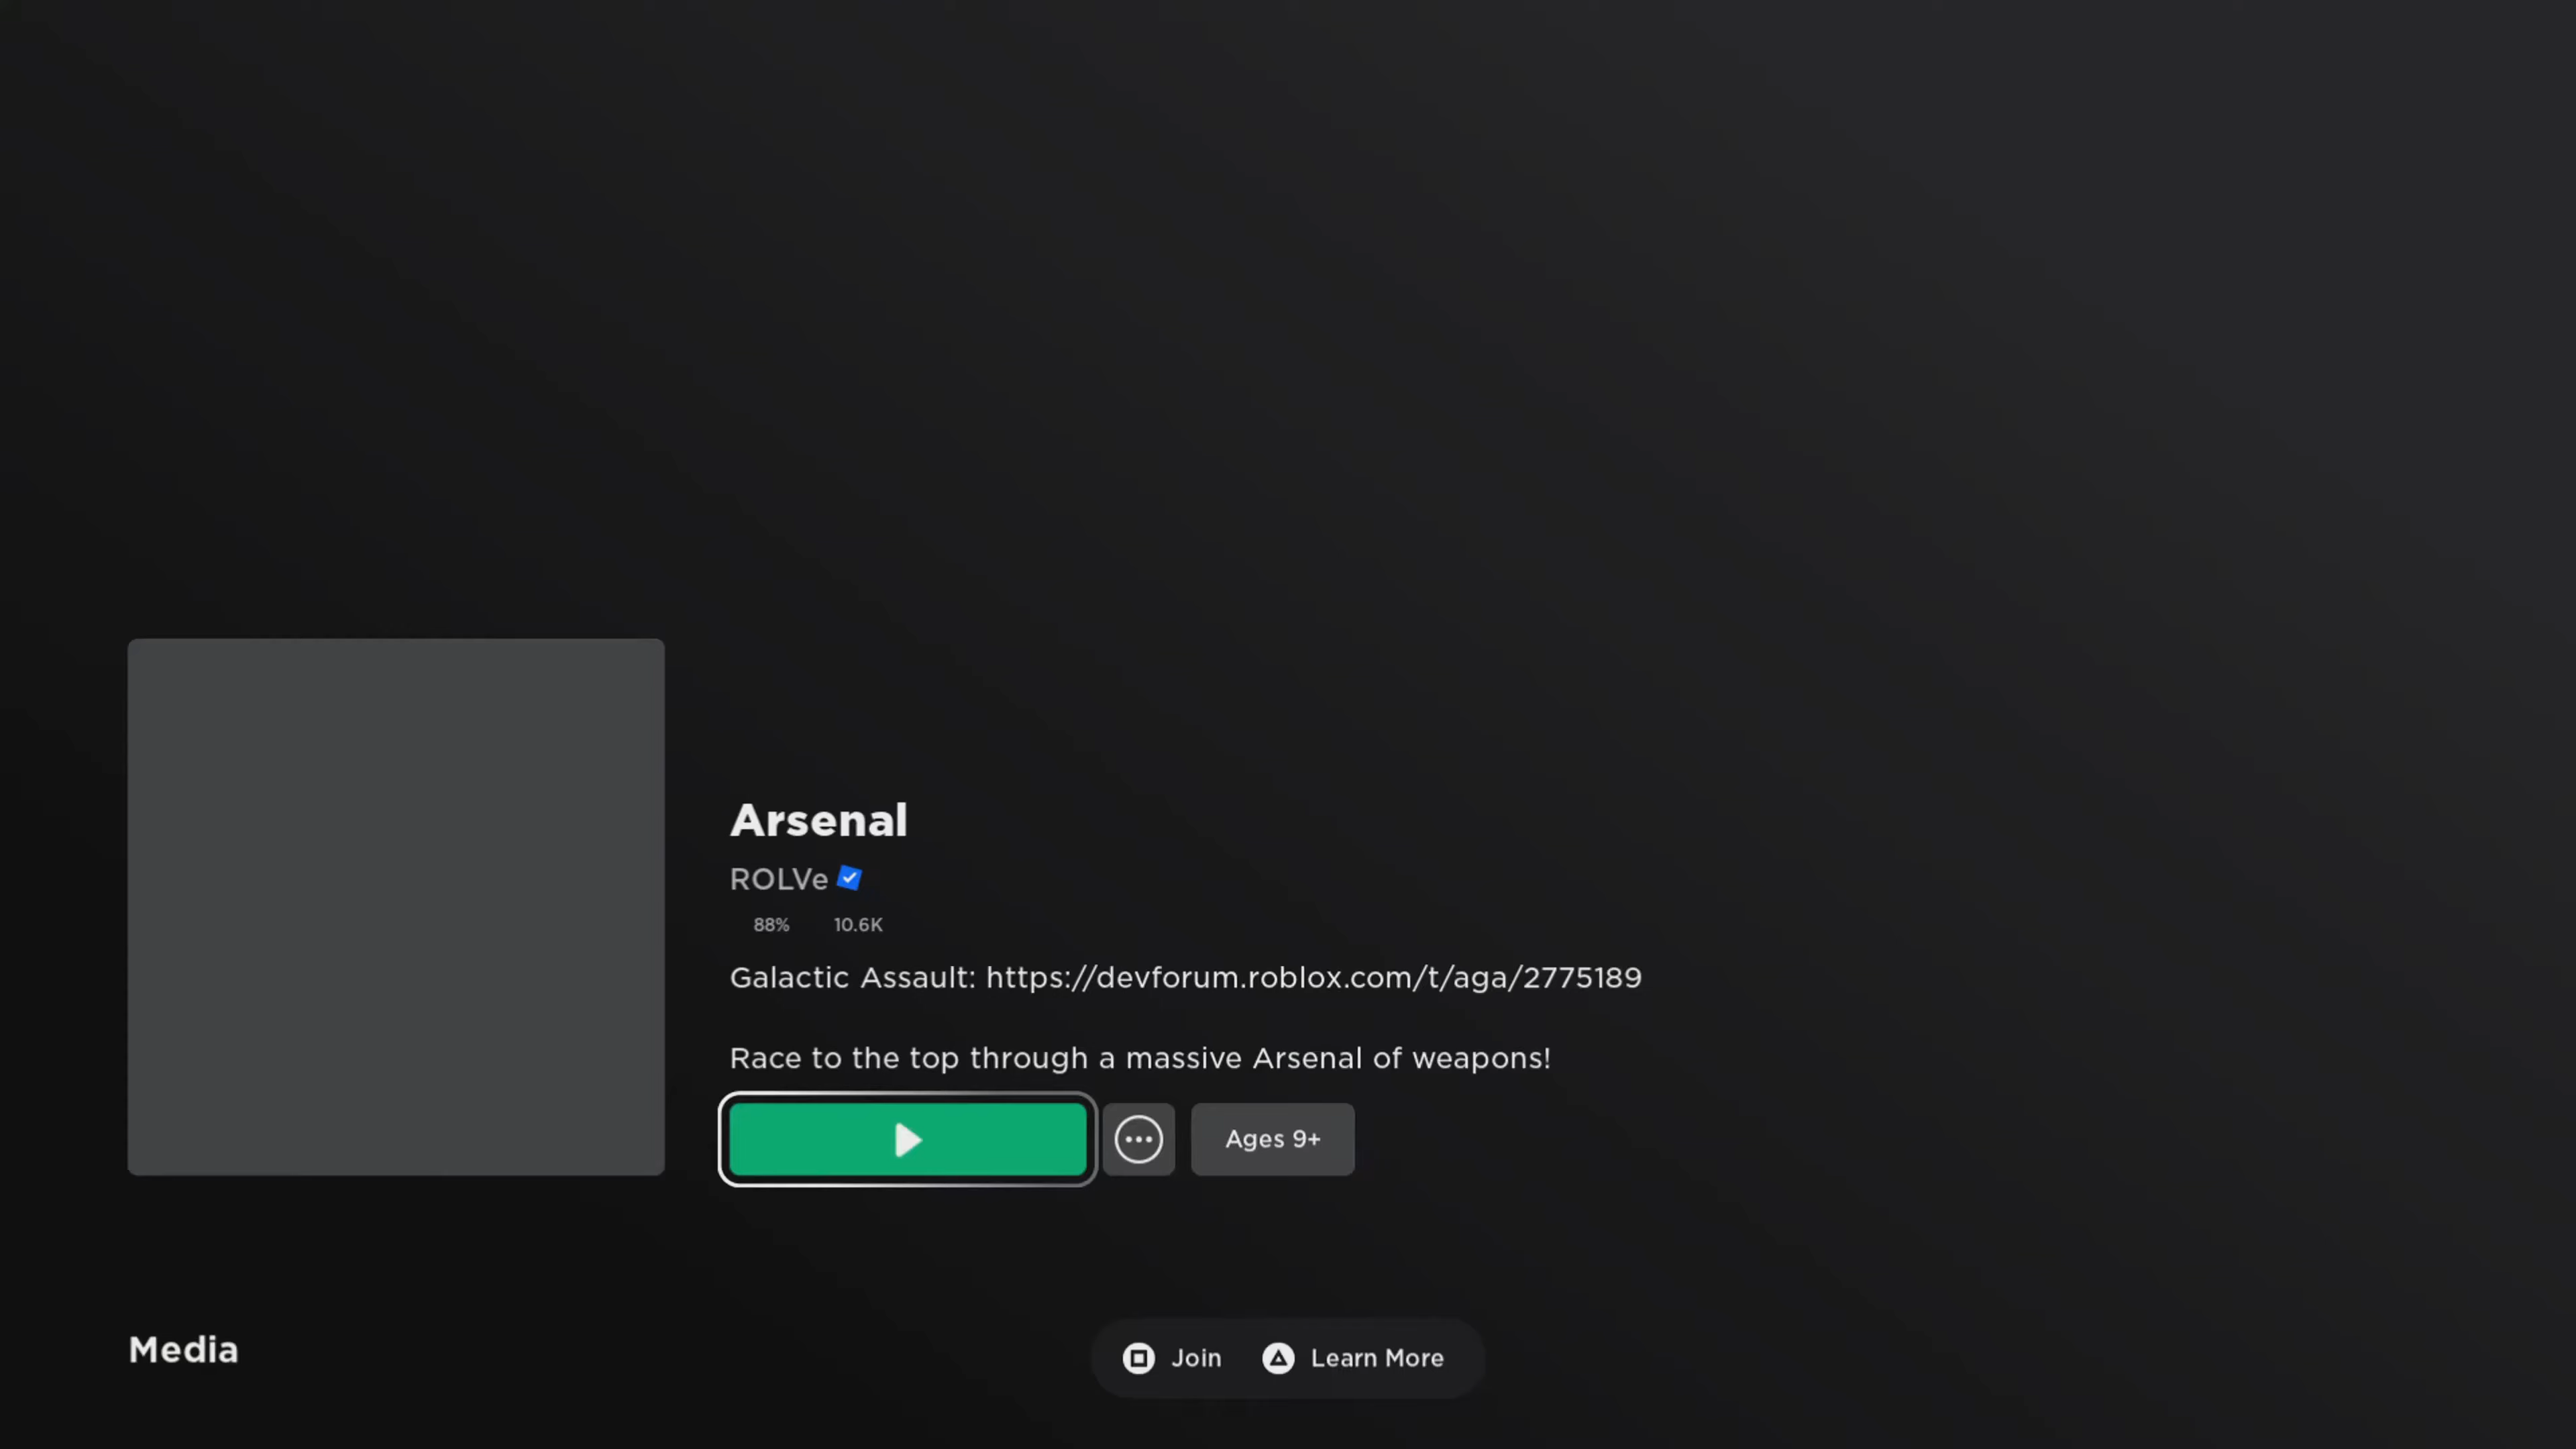 Arsenal
ROLVe
88% 10.6K
Galactic Assault: https://devforum.roblox.com/t/aga/2775189
Race to the top through a massive Arsenal of weapons!
Ages 9+
Media
Join Learn More